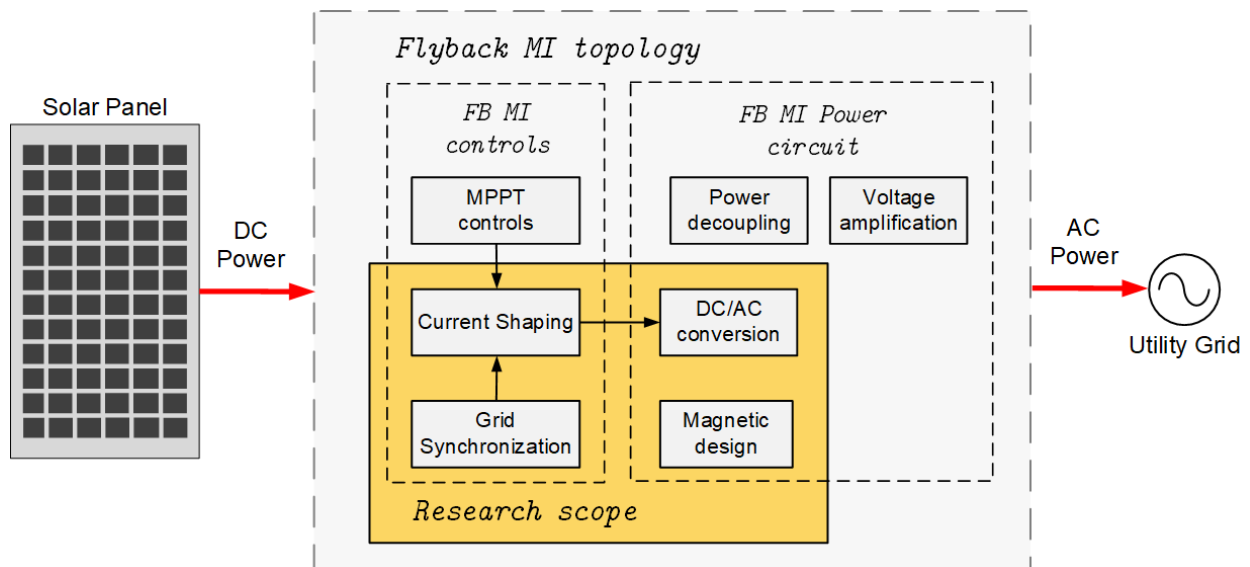 Flyback MI topology
Solar Panel
FB MI
controls
FB MI Power
circuit
MPPT
controls
Power
decoupling
Voltage
amplification
DC
Power
AC
Power
Current Shaping
DC/AC
conversion
Utility Grid
Grid
Synchronization
Magnetic
design
Research scope